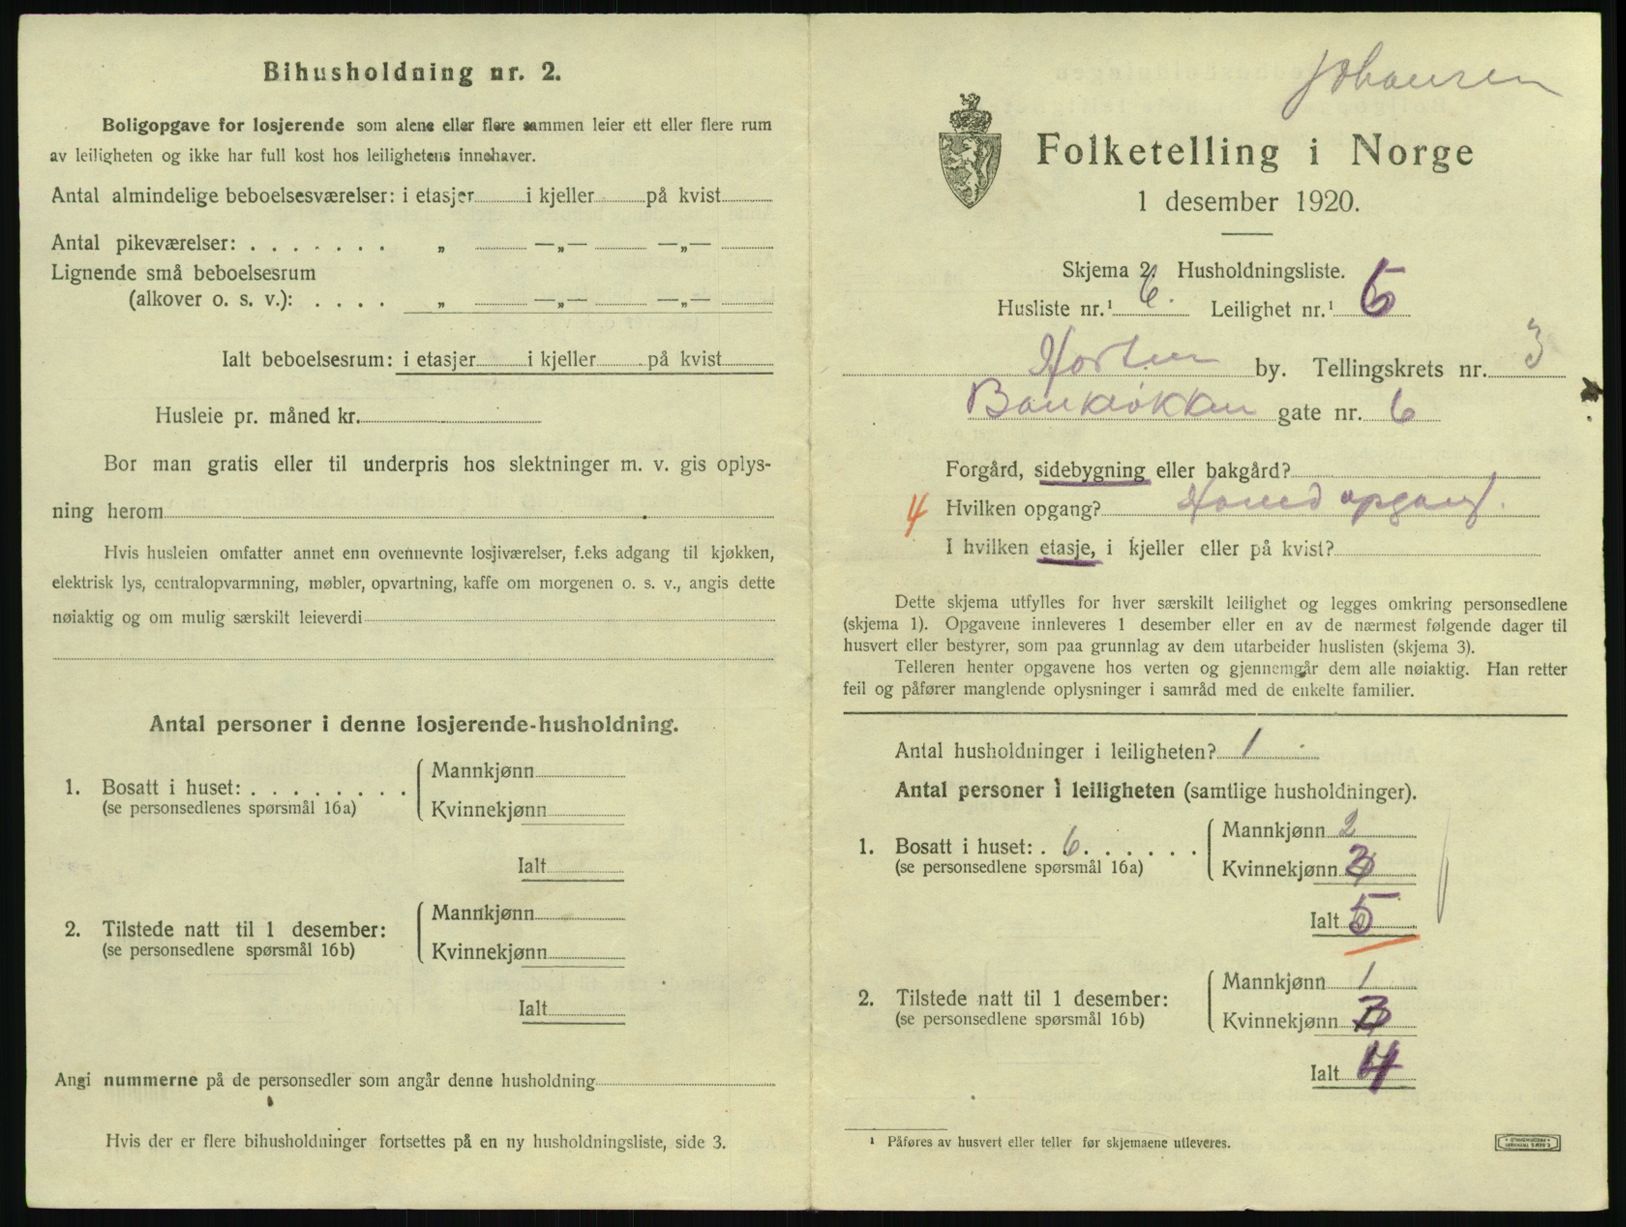 Bihusholdning nr. 2.
Boligopgave for losjerende som alene eller flere sammen leier ett eller flere rum
av leiligheten og ikke har full kost hos leilighetens innehaver.
Antal almindelige beboelsesværelser: i etasjer i kjeller på kvist
Antal pikeværelser: . . . . . . . „ —„— —„—
Lignende små beboelsesrum
(alkover o. s. v.): . . . . „ —„— —„—
Ialt beboelsesrum: i etasjer i kjeller på kvist
Husleie pr. måned kr.
Bor man gratis eller til underpris hos slektninger m. v. gis oplys-
ning herom
Hvis husleien omfatter annet enn ovennevnte losjiværelser, f.eks adgang til kjøkken,
elektrisk lys, centralopvarmning, møbler, opvartning, kaffe om morgenen o. s. v., angis dette
nøiaktig og om mulig særskilt leieverdi
Antal personer i denne losjerende-husholdning.
1. Bosatt i huset: . . . . . . . .
(se personsedlenes spørsmål 16a)
Mannkjønn
Kvinnekjønn
Ialt
2. Tilstede natt til 1 desember:
(se personsedlene spørsmål 16b)
Mannkjønn
Kvinnekjønn
Ialt
Angi nummerne på de personsedler som angår denne husholdning
Hvis der er flere bihusholdninger fortsettes på en ny husholdningsliste, side 3.
Johansen
Folketelling i Norge
1 desember 1920.
Skjema 2. Husholdningsliste.
Husliste nr.¹ 6. Leilighet nr.¹ 5
Horten by. Tellingskrets nr. 3
Bankløkken gate nr. 6
Forgård, sidebygning eller bakgård?
4 Hvilken opgang? Hovedopgang.
I hvilken etasje, i kjeller eller på kvist?
Dette skjema utfylles for hver særskilt leilighet og legges omkring personsedlene
(skjema 1). Opgavene innleveres 1 desember eller en av de nærmest følgende dager til
husvert eller bestyrer, som paa grunnlag av dem utarbeider huslisten (skjema 3).
Telleren henter opgavene hos verten og gjennemgår dem alle nøiaktig. Han retter
feil og påfører manglende oplysninger i samråd med de enkelte familier.
Antal husholdninger i leiligheten? 1
Antal personer i leiligheten (samtlige husholdninger).
1. Bosatt i huset: . 6 . . . . . .
(se personsedlene spørsmål 16a)
Mannkjønn 2
Kvinnekjønn 3
Ialt 5
2. Tilstede natt til 1 desember:
(se personsedlene spørsmål 16b)
Mannkjønn 1
Kvinnekjønn 3
Ialt 4
¹ Påføres av husvert eller teller før skjemaene utleveres.